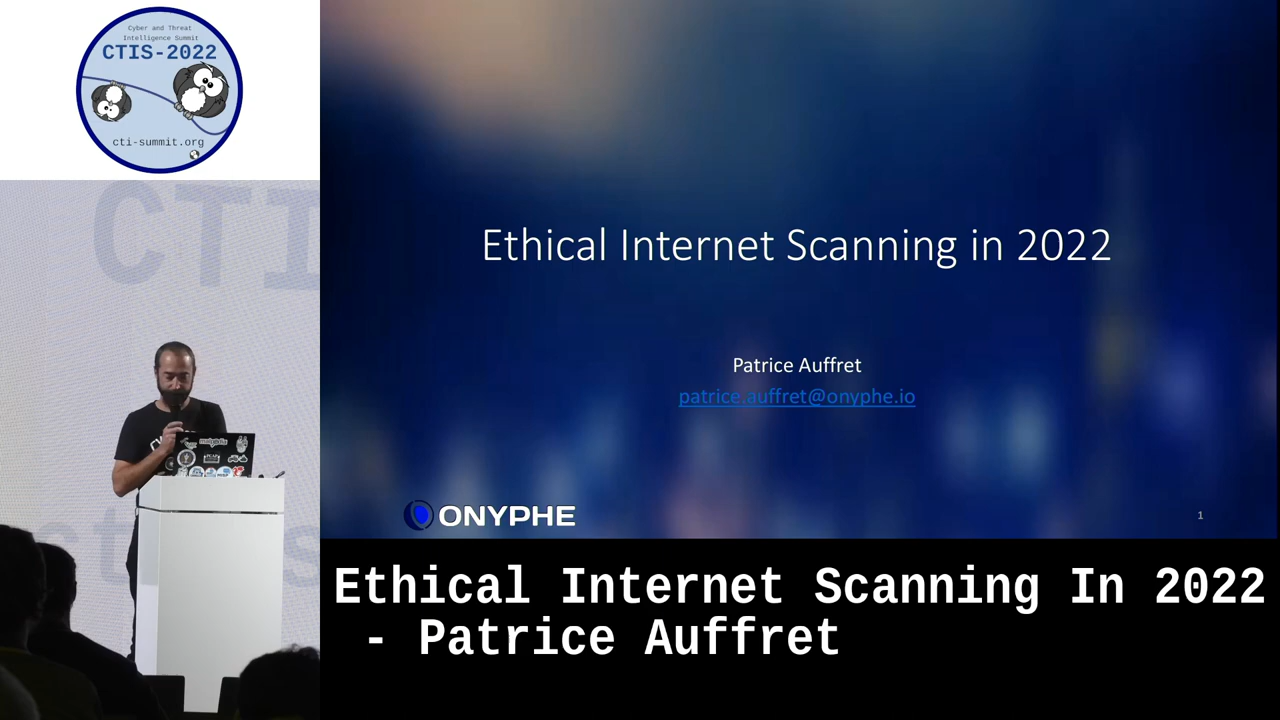 Cyber and Threat
Intelligence Summit
CTIS-2022
cti-summit.org
CTI
Ethical Internet Scanning in 2022
Patrice Auffret
patrice.auffret@onyphe.io
ONYPHE
1
Ethical Internet Scanning In 2022
- Patrice Auffret